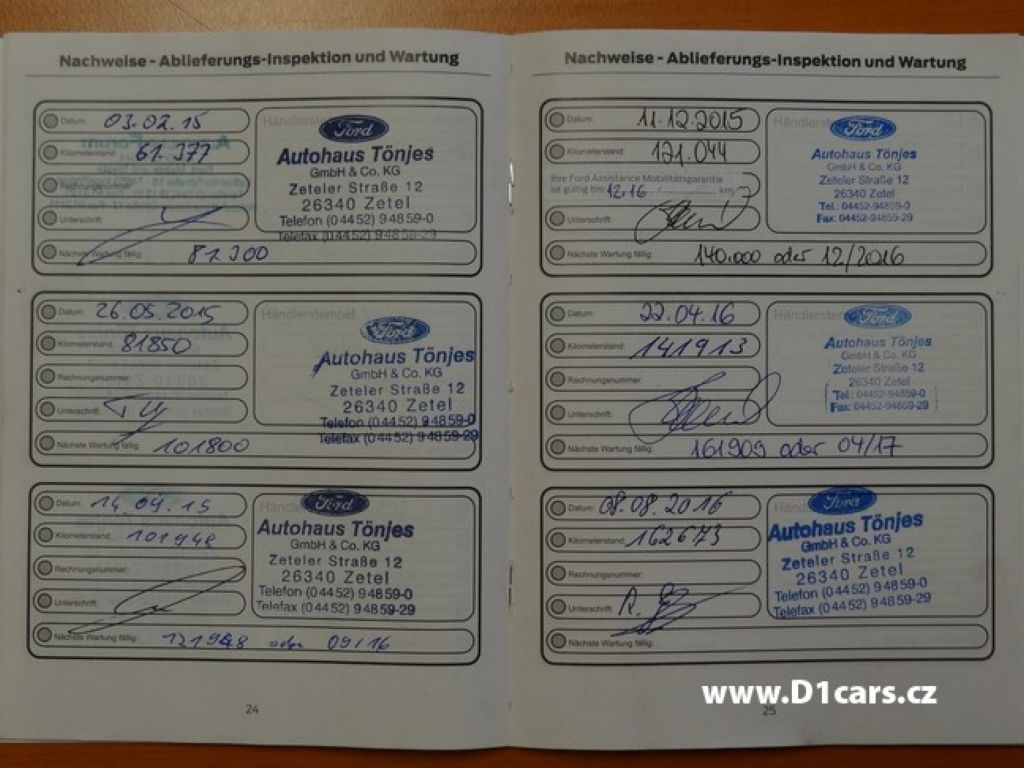 Nachweise - Ablieferungs-Inspektion und Wartung
Datum: 03.02.15
Kilometerstand: 61.377
Unterschrift:
Nächste Wartung fällig: 81.300
Händlerstempel
Ford
Autohaus Tönjes
GmbH & Co. KG
Zeteler Straße 12
26340 Zetel
Telefon (04452) 94859-0
Telefax (04452) 94859-29
Datum: 26.05.2015
Kilometerstand: 81850
Rechnungsnummer:
Unterschrift:
Nächste Wartung fällig: 101800
Händlerstempel
Ford
Autohaus Tönjes
GmbH & Co. KG
Zeteler Straße 12
26340 Zetel
Telefon (04452) 94859-0
Telefax (04452) 94859-29
Datum: 14.09.15
Kilometerstand: 101948
Rechnungsnummer:
Unterschrift:
Nächste Wartung fällig: 121948 oder 09/16
Ford
Autohaus Tönjes
GmbH & Co. KG
Zeteler Straße 12
26340 Zetel
Telefon (04452) 94859-0
Telefax (04452) 94859-29
24
Nachweise - Ablieferungs-Inspektion und Wartung
Datum: 11.12.2015
Kilometerstand: 121.044
Ihre Ford Assistance Mobilitätsgarantie
ist gültig bis: 12.16 / km
Unterschrift:
Nächste Wartung fällig: 140.000 oder 12/2016
Ford
Autohaus Tönjes
GmbH & Co. KG
Zeteler Straße 12
26340 Zetel
Tel.: 04452-94859-0
Fax: 04452-94859-29
Datum: 22.04.16
Kilometerstand: 141913
Rechnungsnummer:
Unterschrift:
Nächste Wartung fällig: 161909 oder 04/17
Ford
Autohaus Tönjes
GmbH & Co. KG
Zeteler Straße 12
26340 Zetel
Tel.: 04452-94859-0
Fax: 04452-94859-29
Datum: 08.08.2016
Kilometerstand: 162673
Rechnungsnummer:
Unterschrift:
Nächste Wartung fällig:
Ford
Autohaus Tönjes
GmbH & Co. KG
Zeteler Straße 12
26340 Zetel
Telefon (04452) 94859-0
Telefax (04452) 94859-29
25
www.D1cars.cz